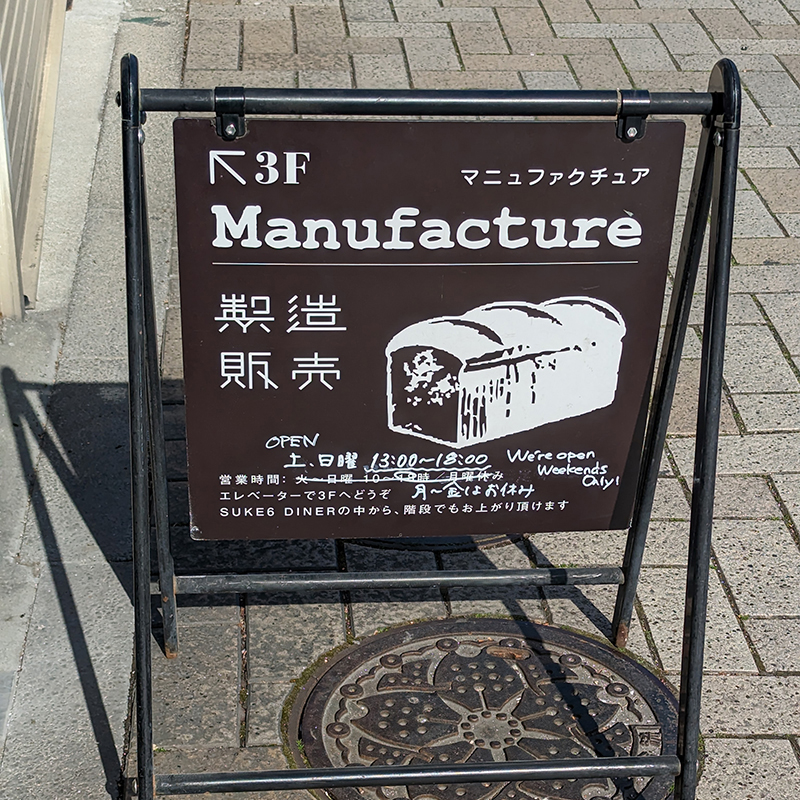 ↖3F
マニュファクチュア
Manufacture
製造
販売
OPEN
土、日曜 13:00~18:00
We're open
Weekends
Only!
営業時間: 火〜日曜 10〜19時/月曜休み
エレベーターで3Fへどうぞ
月~金はお休み
SUKE6 DINERの中から、階段でもお上がり頂けます